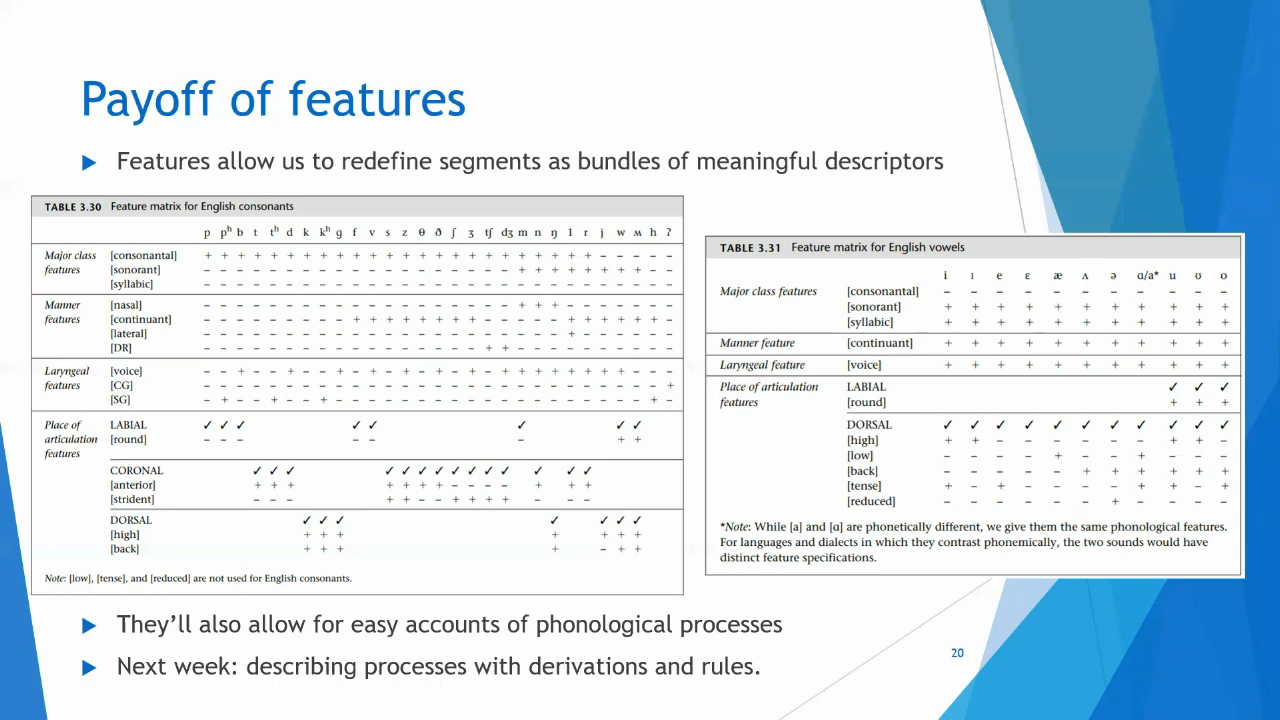 Payoff of features
Features allow us to redefine segments as bundles of meaningful descriptors
TABLE 3.30 Feature matrix for English consonants
p pʰ b t tʰ d k kʰ g f v s z θ ð ʃ ʒ tʃ dʒ m n ŋ l r j w ʍ h ʔ
Major class [consonantal] + + + + + + + + + + + + + + + + + + + + + + + + – – – – –
features [sonorant] – – – – – – – – – – – – – – – – – – – + + + + + + + + – –
[syllabic] – – – – – – – – – – – – – – – – – – – – – – – – – – – – –
Manner [nasal] – – – – – – – – – – – – – – – – – – – + + + – – – – – – –
features [continuant] – – – – – – – – – + + + + + + + + – – – – – + + + + + + –
[lateral] – – – – – – – – – – – – – – – – – – – – – – + – – – – – –
[DR] – – – – – – – – – – – – – – – – – + + – – – – – – – – – –
Laryngeal [voice] – – + – – + – – + – + – + – + – + – + + + + + + + + – – –
features [CG] – – – – – – – – – – – – – – – – – – – – – – – – – – – – +
[SG] – + – – + – – + – – – – – – – – – – – – – – – – – – – + –
Place of LABIAL ✓ ✓ ✓ ✓ ✓ ✓ ✓ ✓
articulation [round] – – – – – – + +
features
CORONAL ✓ ✓ ✓ ✓ ✓ ✓ ✓ ✓ ✓ ✓ ✓ ✓ ✓ ✓
[anterior] + + + + + + + – – – – + + +
[strident] – – – + + – – + + + + – – –
DORSAL ✓ ✓ ✓ ✓ ✓ ✓ ✓
[high] + + + + + + +
[back] + + + + – + +
Note: [low], [tense], and [reduced] are not used for English consonants.
TABLE 3.31 Feature matrix for English vowels
i ɪ e ɛ æ ʌ ə ɑ/a* u ʊ o
Major class features [consonantal] – – – – – – – – – – –
[sonorant] + + + + + + + + + + +
[syllabic] + + + + + + + + + + +
Manner feature [continuant] + + + + + + + + + + +
Laryngeal feature [voice] + + + + + + + + + + +
Place of articulation LABIAL ✓ ✓ ✓
features [round] + + +
DORSAL ✓ ✓ ✓ ✓ ✓ ✓ ✓ ✓ ✓ ✓ ✓
[high] + + – – – – – – + + –
[low] – – – – + – – + – – –
[back] – – – – – + + + + + +
[tense] + – + – – – – + + – +
[reduced] – – – – – – + – – – –
*Note: While [a] and [ɑ] are phonetically different, we give them the same phonological features.
For languages and dialects in which they contrast phonemically, the two sounds would have
distinct feature specifications.
They'll also allow for easy accounts of phonological processes
Next week: describing processes with derivations and rules.
20